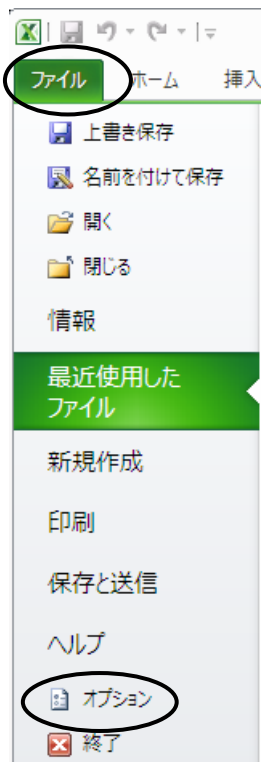 ファイル ホーム 挿入
上書き保存
名前を付けて保存
開く
閉じる
情報
最近使用した
ファイル
新規作成
印刷
保存と送信
ヘルプ
オプション
終了